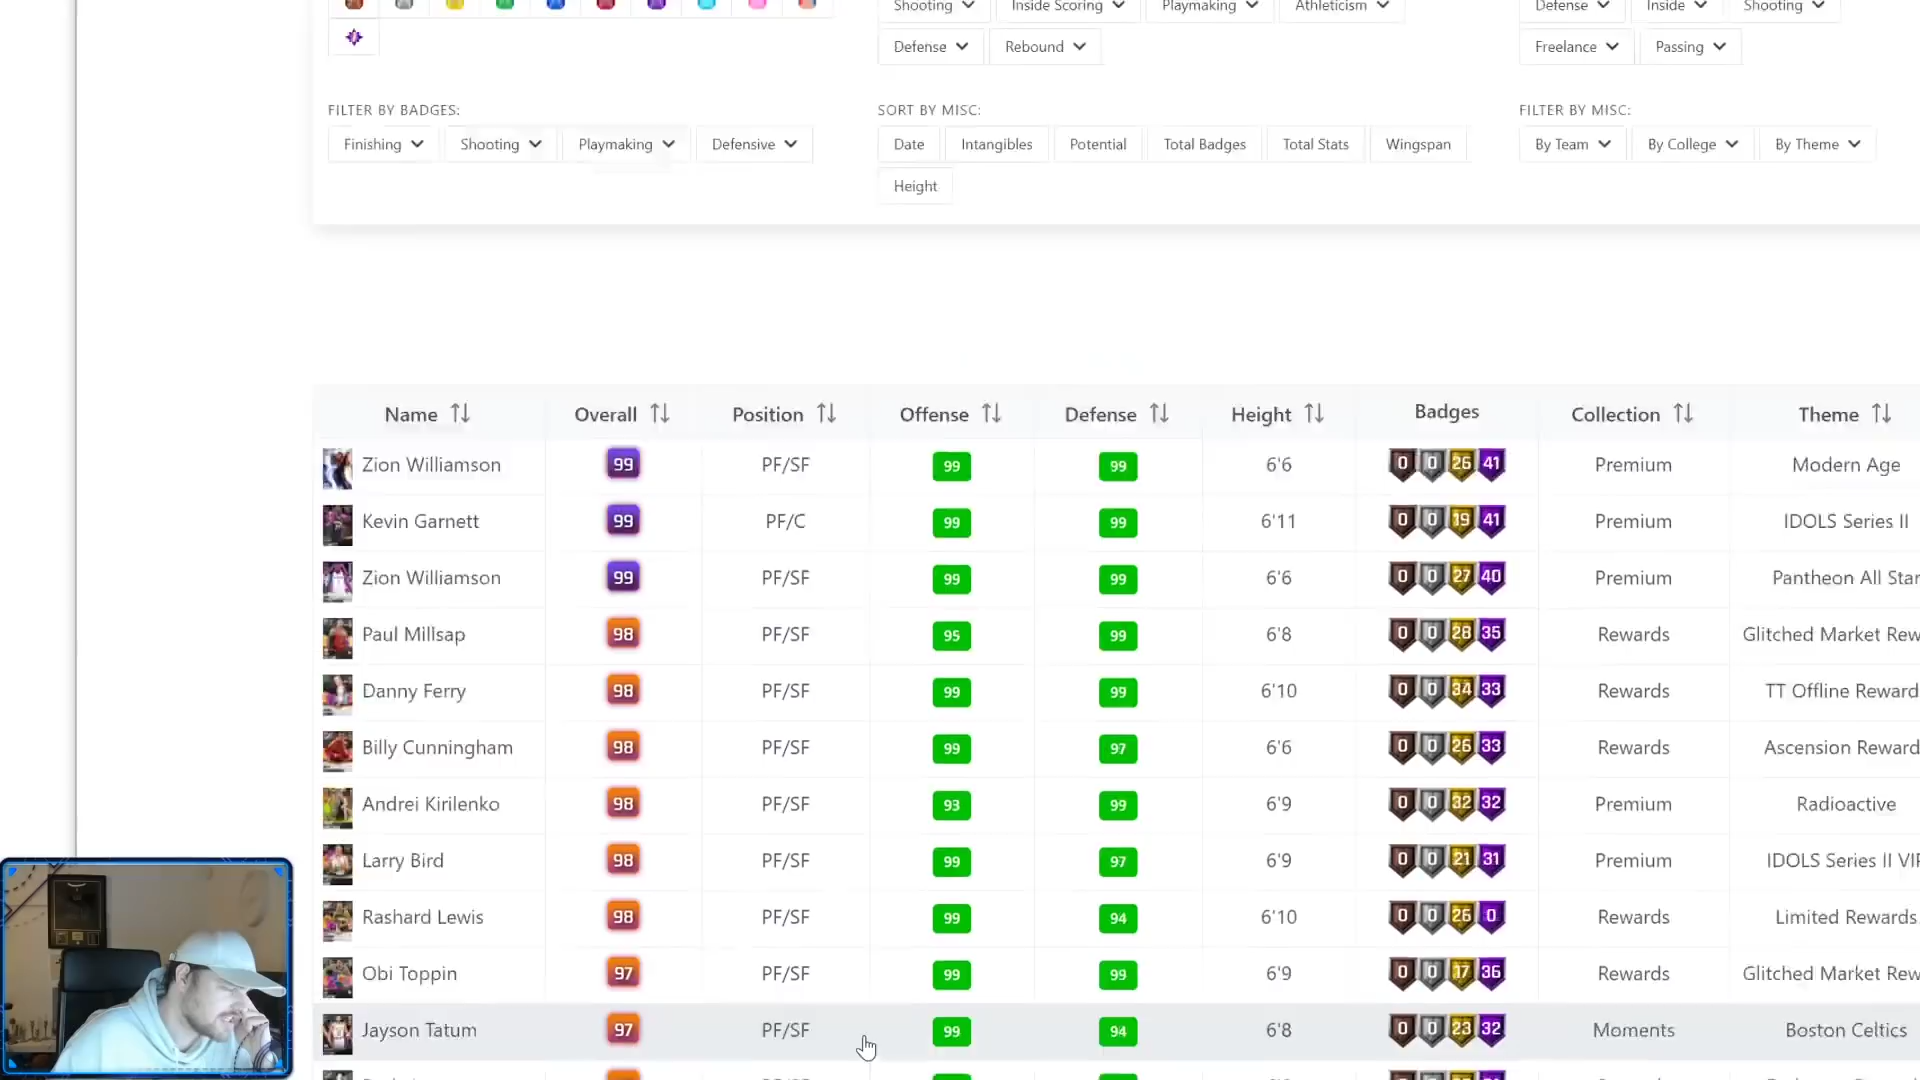 Shooting Inside Scoring Playmaking Athleticism Defense Inside Shooting
Defense Rebound Freelance Passing
FILTER BY BADGES: SORT BY MISC: FILTER BY MISC:
Finishing Shooting Playmaking Defensive Date Intangibles Potential Total Badges Total Stats Wingspan By Team By College By Theme
Height
Name Overall Position Offense Defense Height Badges Collection Theme
Zion Williamson 99 PF/SF 99 99 6'6 0 0 26 41 Premium Modern Age
Kevin Garnett 99 PF/C 99 99 6'11 0 0 19 41 Premium IDOLS Series II
Zion Williamson 99 PF/SF 99 99 6'6 0 0 27 40 Premium Pantheon All Star
Paul Millsap 98 PF/SF 95 99 6'8 0 0 28 35 Rewards Glitched Market Rew
Danny Ferry 98 PF/SF 99 99 6'10 0 0 34 33 Rewards TT Offline Reward
Billy Cunningham 98 PF/SF 99 97 6'6 0 0 26 33 Rewards Ascension Reward
Andrei Kirilenko 98 PF/SF 93 99 6'9 0 0 32 32 Premium Radioactive
Larry Bird 98 PF/SF 99 97 6'9 0 0 21 31 Premium IDOLS Series II VIP
Rashard Lewis 98 PF/SF 99 94 6'10 0 0 26 0 Rewards Limited Rewards
Obi Toppin 97 PF/SF 99 99 6'9 0 0 17 36 Rewards Glitched Market Rew
Jayson Tatum 97 PF/SF 99 94 6'8 0 0 23 32 Moments Boston Celtics